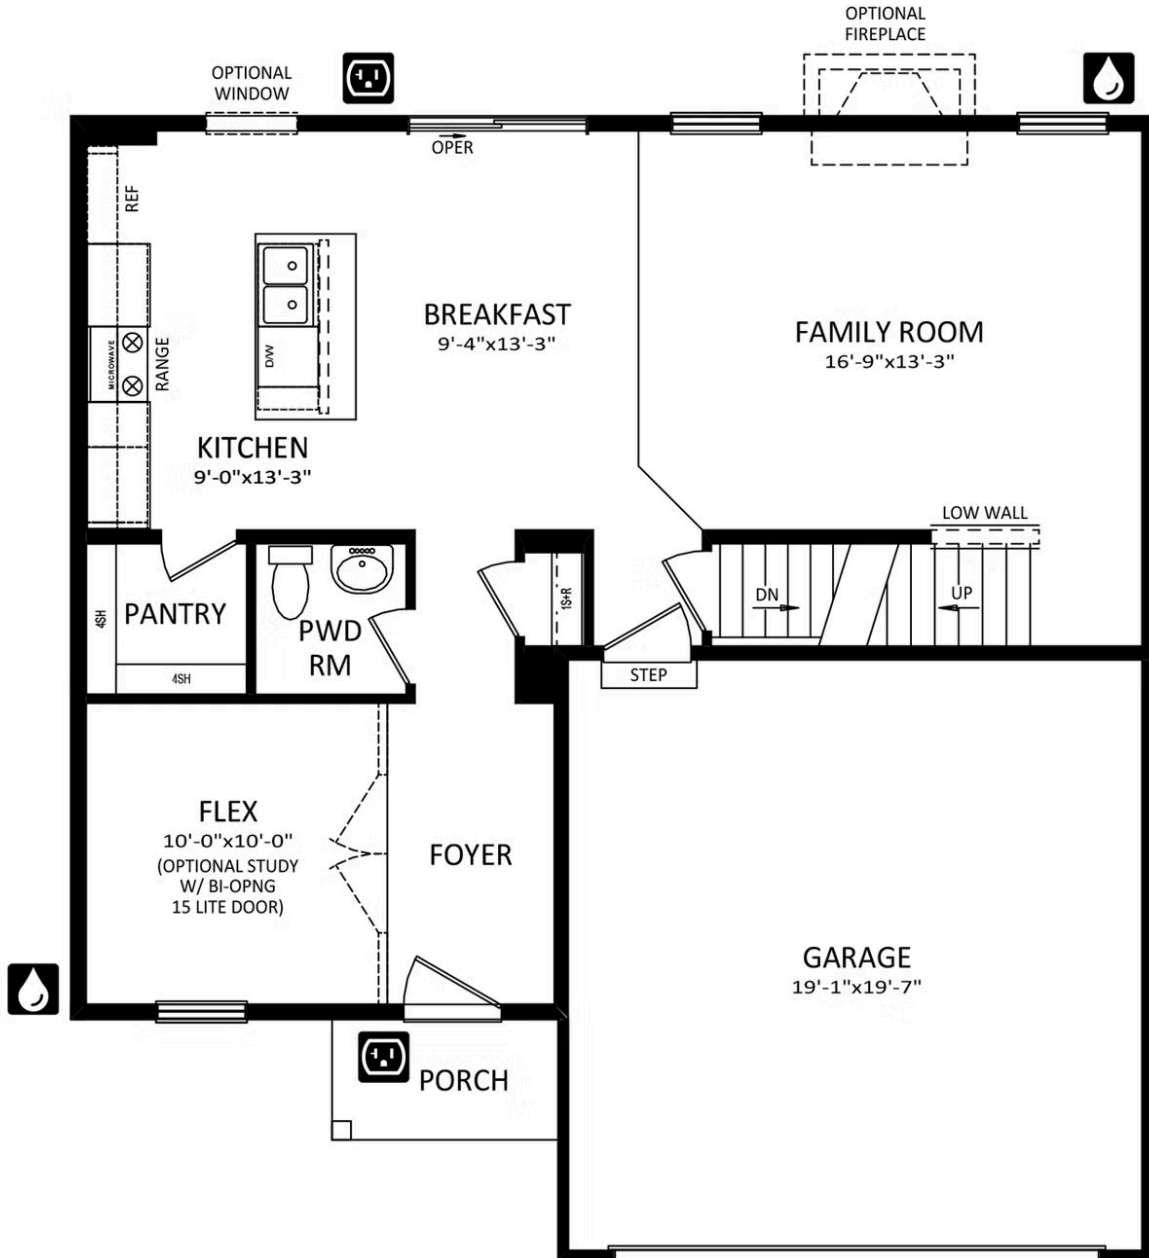 OPTIONAL
FIREPLACE
OPTIONAL
WINDOW
OPER
REF
BREAKFAST
9'-4"x13'-3"
FAMILY ROOM
16'-9"x13'-3"
MICROWAVE
RANGE
D/W
KITCHEN
9'-0"x13'-3"
LOW WALL
PANTRY
4SH
4SH
PWD
RM
1S+R
DN
UP
STEP
FLEX
10'-0"x10'-0"
(OPTIONAL STUDY
W/ BI-OPNG
15 LITE DOOR)
FOYER
GARAGE
19'-1"x19'-7"
PORCH